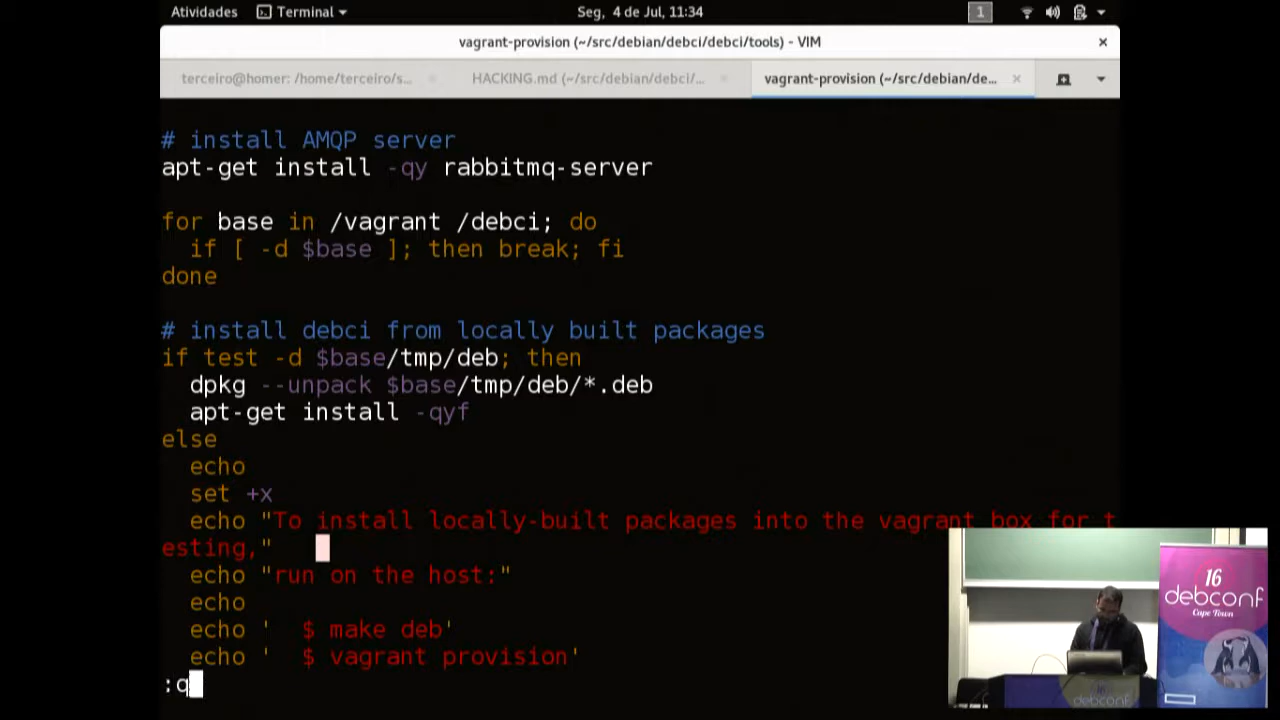 Atividades Terminal Seg, 4 de Jul, 11:34 1
vagrant-provision (~/src/debian/debci/debci/tools) - VIM
terceiro@homer: /home/terceiro/s... HACKING.md (~/src/debian/debci/... vagrant-provision (~/src/debian/de...
# install AMQP server
apt-get install -qy rabbitmq-server
for base in /vagrant /debci; do
if [ -d $base ]; then break; fi
done
# install debci from locally built packages
if test -d $base/tmp/deb; then
dpkg --unpack $base/tmp/deb/*.deb
apt-get install -qyf
else
echo
set +x
echo "To install locally-built packages into the vagrant box for t
esting,"
echo "run on the host:"
echo
echo '  $ make deb'
echo '  $ vagrant provision'
:q
16
debconf
Cape Town
16
debconf